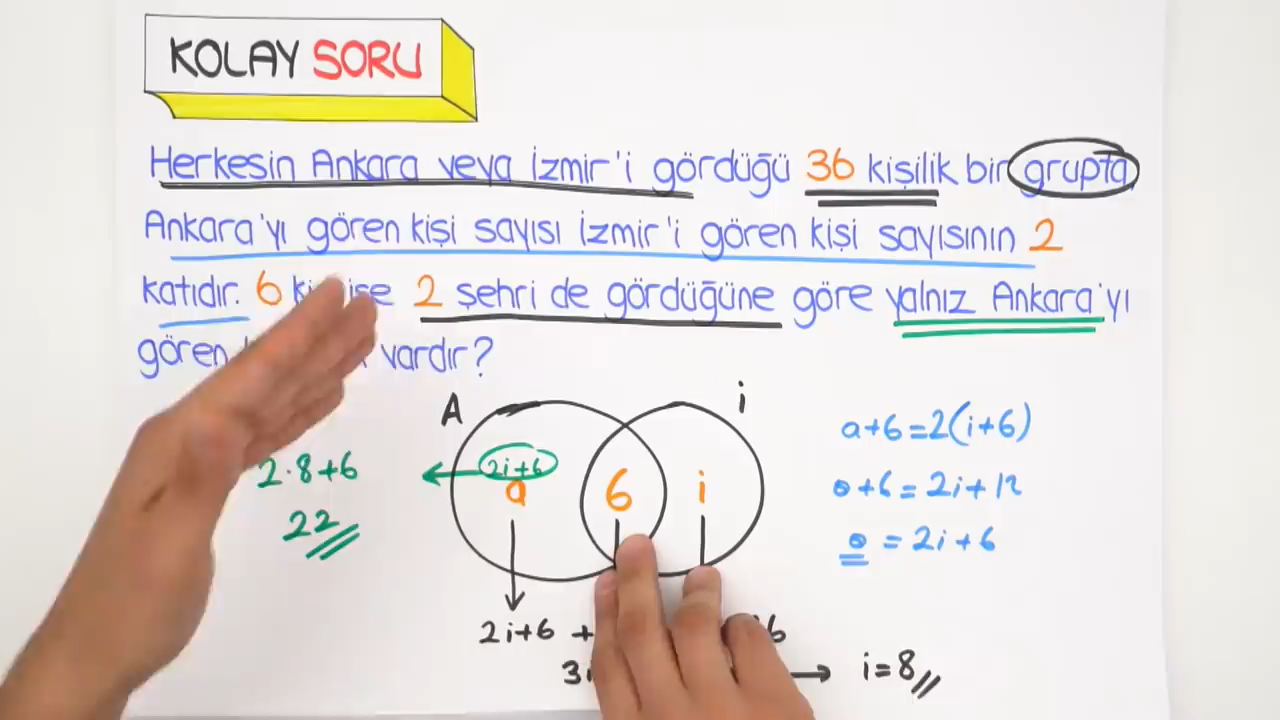 KOLAY SORU
Herkesin Ankara veya İzmir'i gördüğü 36 kişilik bir grupta
Ankara'yı gören kişi sayısı İzmir'i gören kişi sayısının 2
katıdır. 6 2 şehri de gördüğüne göre yalnız Ankara'yı
gören vardır?
A i
2i+6
a 6 i
2·8+6
22
a+6=2(i+6)
a+6=2i+12
a=2i+6
2i+6 +
i=8